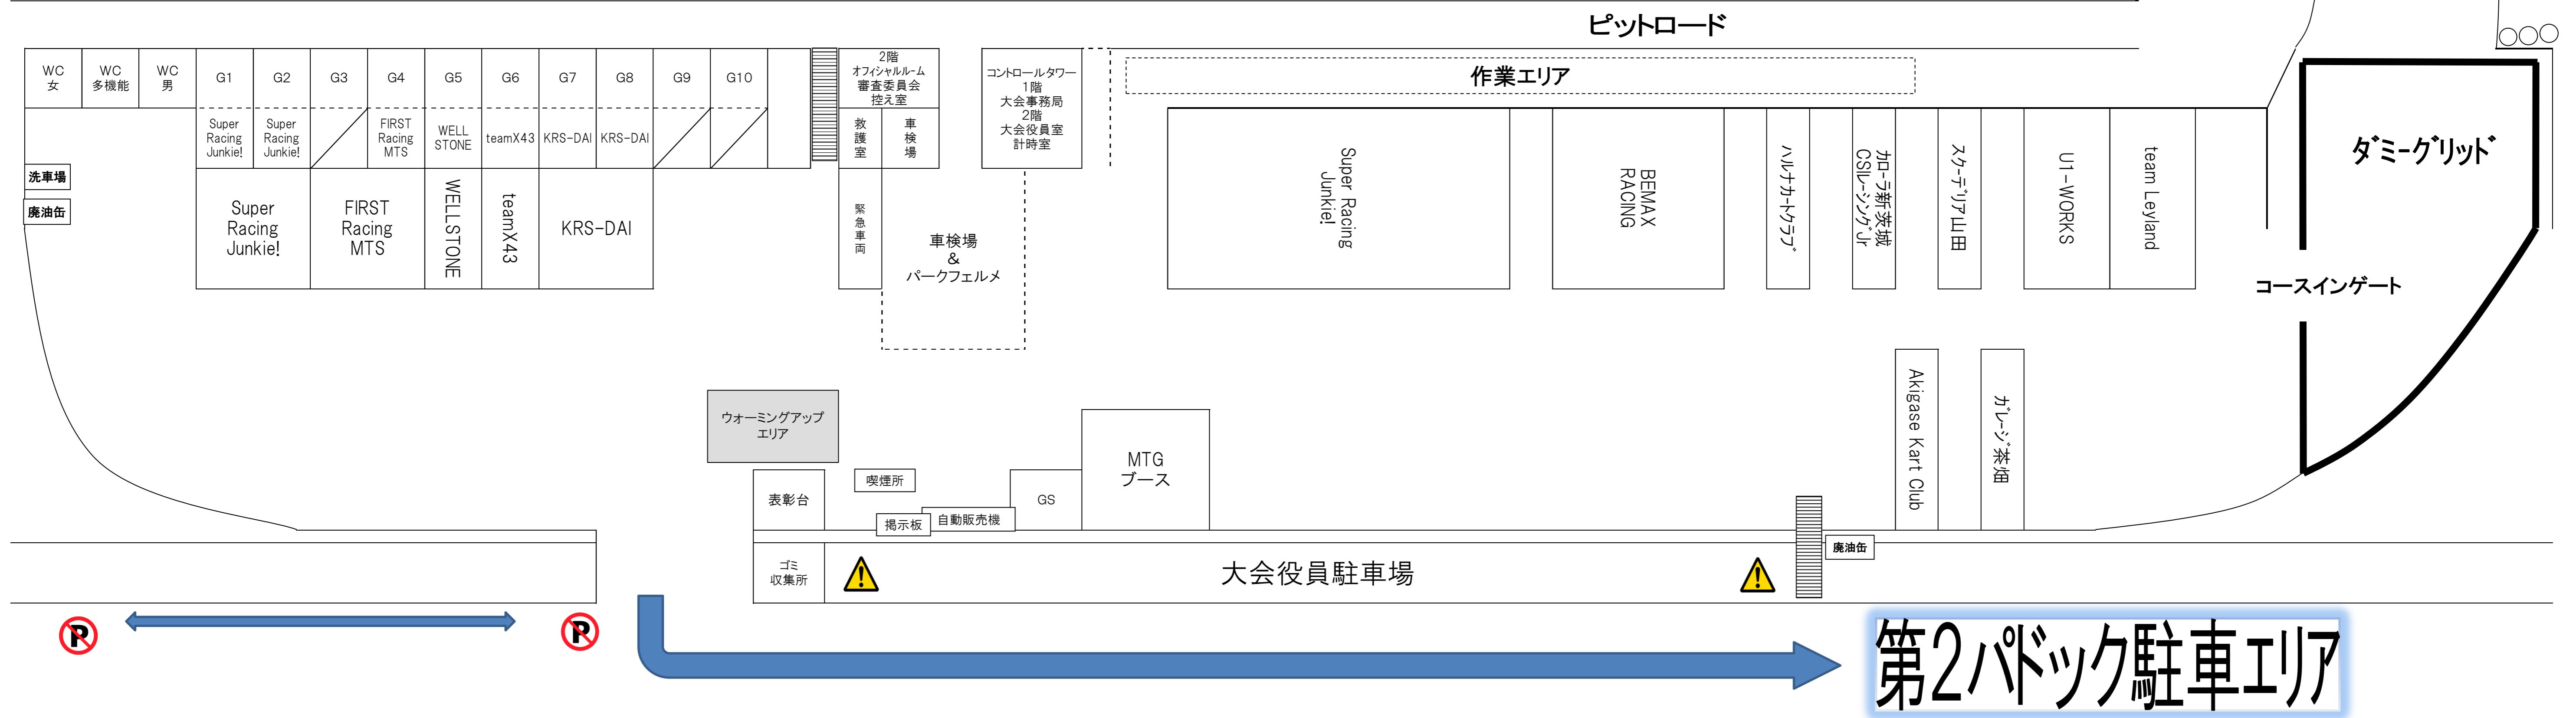 ピットロード
作業エリア
WC
女
WC
多機能
WC
男
G1
G2
G3
G4
G5
G6
G7
G8
G9
G10
2階
オフィシャルルーム
審査委員会
控え室
コントロールタワー
1階
大会事務局
2階
大会役員室
計時室
Super
Racing
Junkie!
Super
Racing
Junkie!
FIRST
Racing
MTS
WELL
STONE
teamX43
KRS-DAI
KRS-DAI
救護室
車検場
洗車場
廃油缶
Super
Racing
Junkie!
FIRST
Racing
MTS
WELLSTONE
teamX43
KRS-DAI
緊急車両
車検場
&
パークフェルメ
Super Racing
Junkie!
BEMAX
RACING
ハルナカートクラブ
カローラ新茨城
CSIレーシングJr
スクーデリア山田
U1-WORKS
team Leyland
ダミーグリッド
コースインゲート
ウォーミングアップ
エリア
表彰台
喫煙所
掲示板
自動販売機
GS
MTG
ブース
Akigase Kart Club
ガレージ茶畑
ゴミ
収集所
大会役員駐車場
廃油缶
P
P
第2パドック駐車エリア